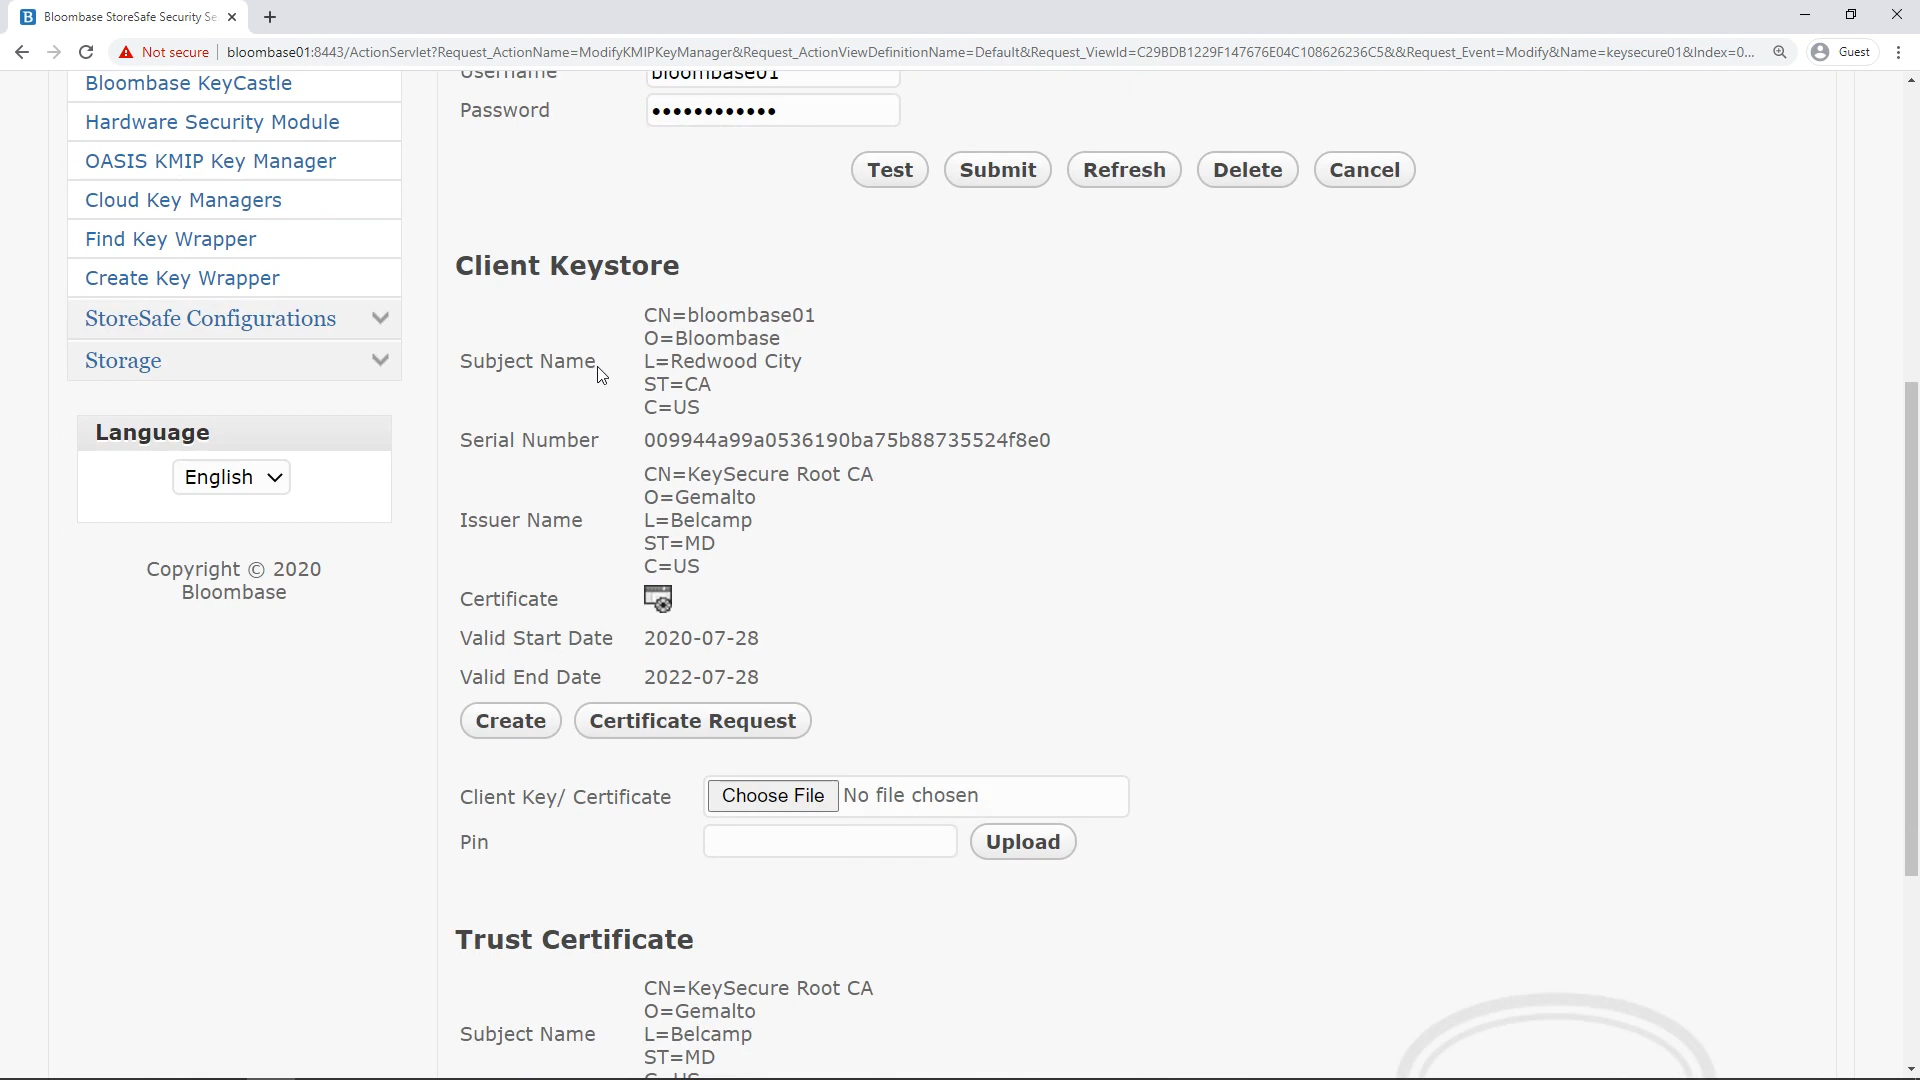 Bloombase StoreSafe Security Se
Guest
Not secure
bloombase01:8443/ActionServlet?Request_ActionName=ModifyKMIPKeyManager&Request_ActionViewDefinitionName=Default&Request_ViewId=C29BDB1229F147676E04C108626236C5&&Request_Event=Modify&Name=keysecure01&Index=0...
Bloombase KeyCastle
Hardware Security Module
OASIS KMIP Key Manager
Cloud Key Managers
Find Key Wrapper
Create Key Wrapper
StoreSafe Configurations
Storage
Language
English
Copyright © 2020
Bloombase
Username bloombase01
Password ••••••••••••
Test Submit Refresh Delete Cancel
Client Keystore
Subject Name
CN=bloombase01
O=Bloombase
L=Redwood City
ST=CA
C=US
Serial Number 009944a99a0536190ba75b88735524f8e0
Issuer Name
CN=KeySecure Root CA
O=Gemalto
L=Belcamp
ST=MD
C=US
Certificate
Valid Start Date 2020-07-28
Valid End Date 2022-07-28
Create Certificate Request
Client Key/ Certificate Choose File No file chosen
Pin Upload
Trust Certificate
Subject Name
CN=KeySecure Root CA
O=Gemalto
L=Belcamp
ST=MD